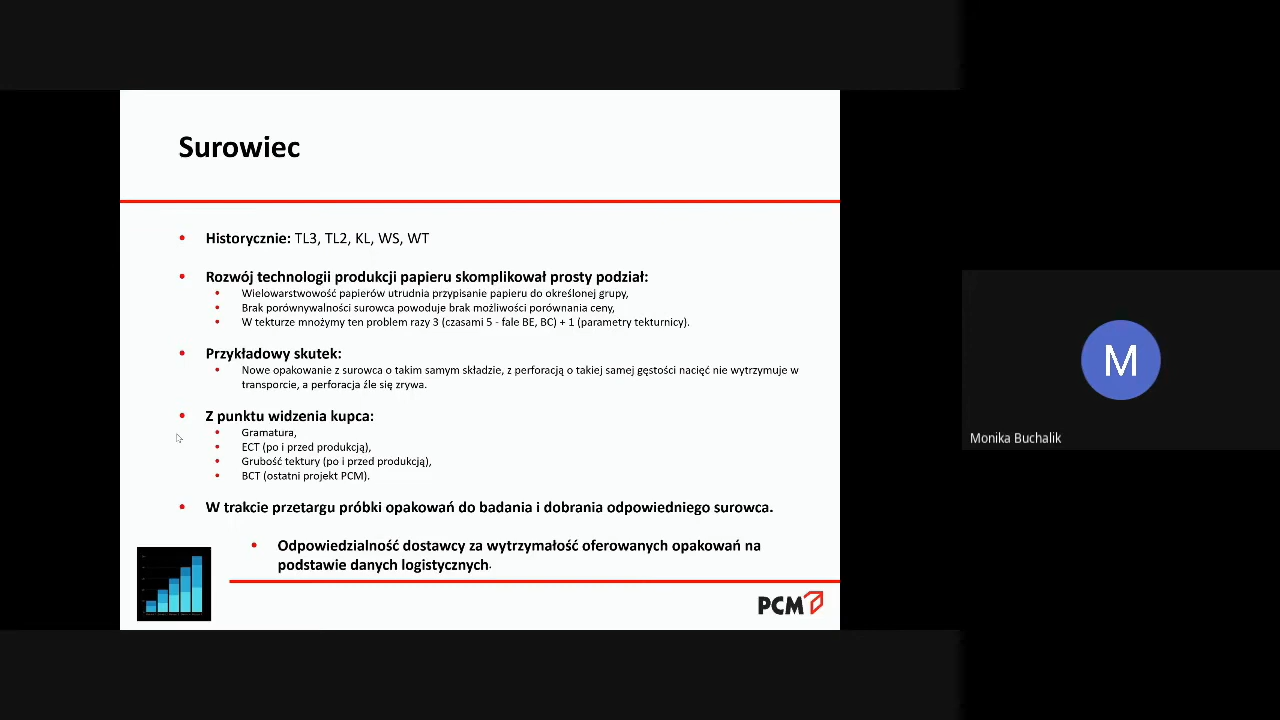 Surowiec
• Historycznie: TL3, TL2, KL, WS, WT
• Rozwój technologii produkcji papieru skomplikował prosty podział:
• Wielowarstwowość papierów utrudnia przypisanie papieru do określonej grupy,
• Brak porównywalności surowca powoduje brak możliwości porównania ceny,
• W tekturze mnożymy ten problem razy 3 (czasami 5 - fale BE, BC) + 1 (parametry tekturnicy).
• Przykładowy skutek:
• Nowe opakowanie z surowca o takim samym składzie, z perforacją o takiej samej gęstości nacięć nie wytrzymuje w
transporcie, a perforacja źle się zrywa.
• Z punktu widzenia kupca:
• Gramatura,
• ECT (po i przed produkcją),
• Grubość tektury (po i przed produkcją),
• BCT (ostatni projekt PCM).
• W trakcie przetargu próbki opakowań do badania i dobrania odpowiedniego surowca.
• Odpowiedzialność dostawcy za wytrzymałość oferowanych opakowań na
podstawie danych logistycznych.
PCM
M
Monika Buchalik